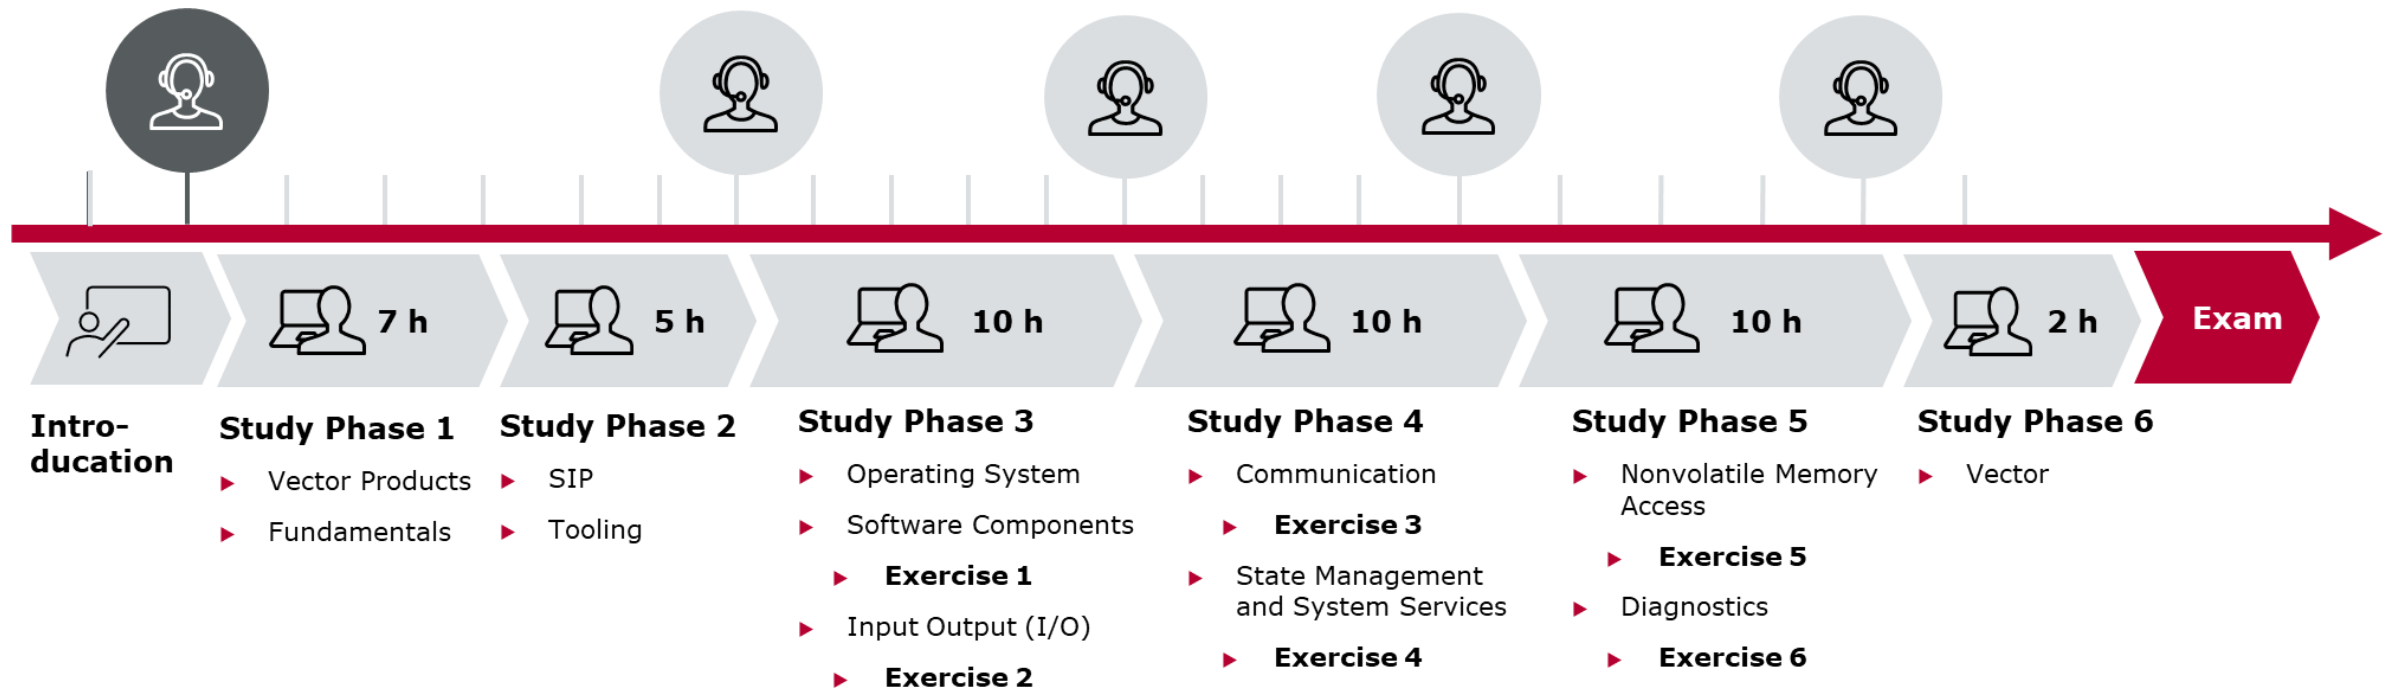 7 h
5 h
10 h
10 h
10 h
2 h
Exam
Intro-
ducation
Study Phase 1
Vector Products
Fundamentals
Study Phase 2
SIP
Tooling
Study Phase 3
Operating System
Software Components
Exercise 1
Input Output (I/O)
Exercise 2
Study Phase 4
Communication
Exercise 3
State Management
and System Services
Exercise 4
Study Phase 5
Nonvolatile Memory
Access
Exercise 5
Diagnostics
Exercise 6
Study Phase 6
Vector